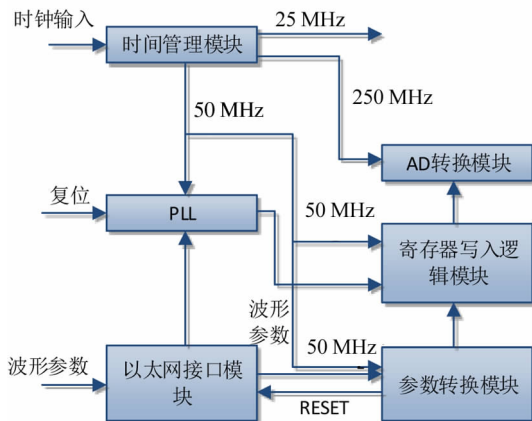 时钟输入
25 MHz
时间管理模块
250 MHz
50 MHz
AD转换模块
复位
PLL
50 MHz
寄存器写入逻
辑模块
波形
参数
50 MHz
波形参数
以太网接口模
块
参数转换模块
RESET